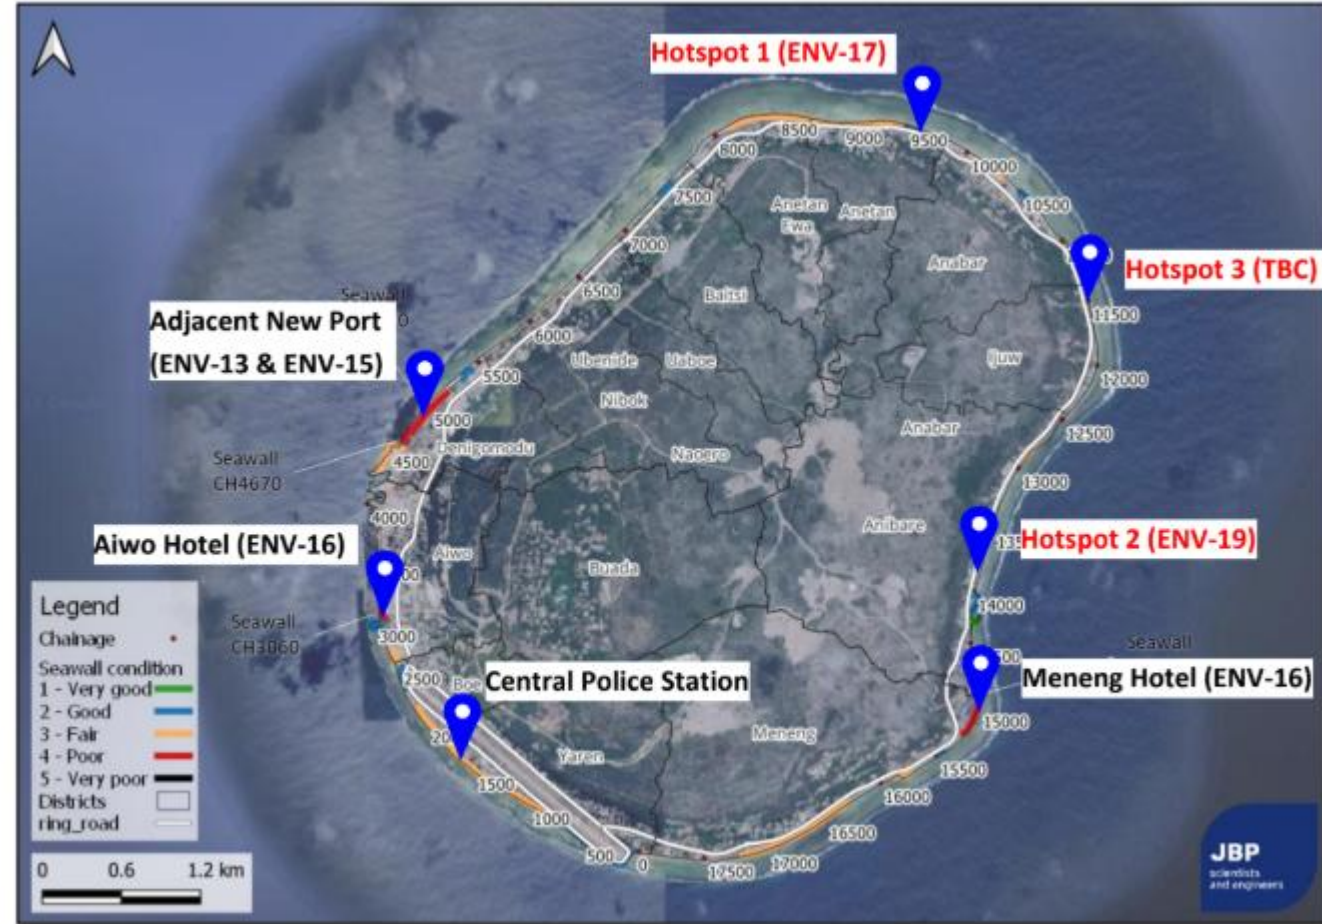 Hotspot 1 (ENV-17)
8000
8500
9000
9500
10000
7500
10500
Anetan
Ewa
Anetan
7000
Anabar
Hotspot 3 (TBC)
6500
Baitsi
11500
Seawall
Adjacent New Port
(ENV-13 & ENV-15)
6000
Ubenide
Uaboe
Ijuw
12000
5500
Nibok
5000
Anabar
12500
Denigomodu
Naoero
4500
Seawall
CH4670
13000
4000
Anibare
Aiwo Hotel (ENV-16)
Aiwo
Buada
Hotspot 2 (ENV-19)
14000
Legend
Chainage
Seawall condition
1 - Very good
2 - Good
3 - Fair
4 - Poor
5 - Very poor
Districts
ring_road
Seawall
CH3060
3000
Seawall
2500
Boe
Central Police Station
Meneng Hotel (ENV-16)
15000
Meneng
Yaren
15500
1500
16000
1000
16500
500
0
17500
17000
0 0.6 1.2 km
JBP
scientists
and engineers